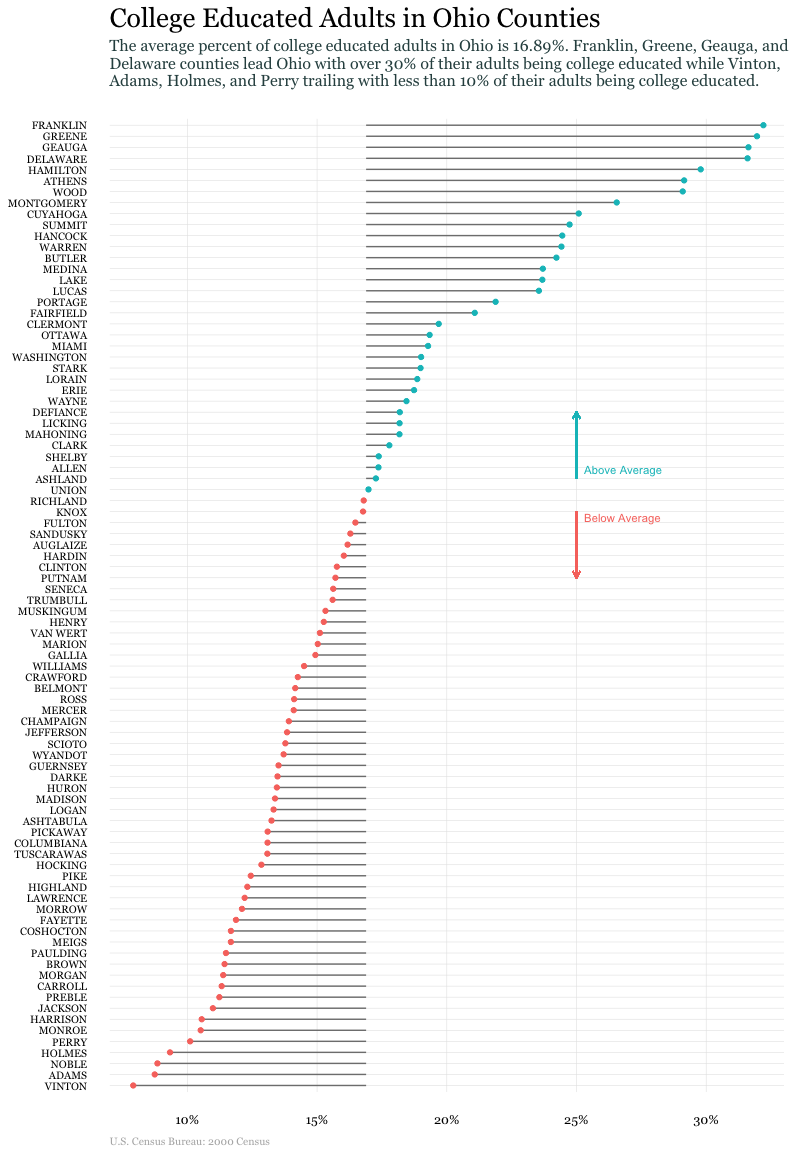 College Educated Adults in Ohio Counties
The average percent of college educated adults in Ohio is 16.89%. Franklin, Greene, Geauga, and
Delaware counties lead Ohio with over 30% of their adults being college educated while Vinton,
Adams, Holmes, and Perry trailing with less than 10% of their adults being college educated.
FRANKLIN
GREENE
GEAUGA
DELAWARE
HAMILTON
ATHENS
WOOD
MONTGOMERY
CUYAHOGA
SUMMIT
HANCOCK
WARREN
BUTLER
MEDINA
LAKE
LUCAS
PORTAGE
FAIRFIELD
CLERMONT
OTTAWA
MIAMI
WASHINGTON
STARK
LORAIN
ERIE
WAYNE
DEFIANCE
LICKING
MAHONING
CLARK
SHELBY
ALLEN
Above Average
ASHLAND
UNION
RICHLAND
KNOX
Below Average
FULTON
SANDUSKY
AUGLAIZE
HARDIN
CLINTON
PUTNAM
SENECA
TRUMBULL
MUSKINGUM
HENRY
VAN WERT
MARION
GALLIA
WILLIAMS
CRAWFORD
BELMONT
ROSS
MERCER
CHAMPAIGN
JEFFERSON
SCIOTO
WYANDOT
GUERNSEY
DARKE
HURON
MADISON
LOGAN
ASHTABULA
PICKAWAY
COLUMBIANA
TUSCARAWAS
HOCKING
PIKE
HIGHLAND
LAWRENCE
MORROW
FAYETTE
COSHOCTON
MEIGS
PAULDING
BROWN
MORGAN
CARROLL
PREBLE
JACKSON
HARRISON
MONROE
PERRY
HOLMES
NOBLE
ADAMS
VINTON
10% 15% 20% 25% 30%
U.S. Census Bureau: 2000 Census